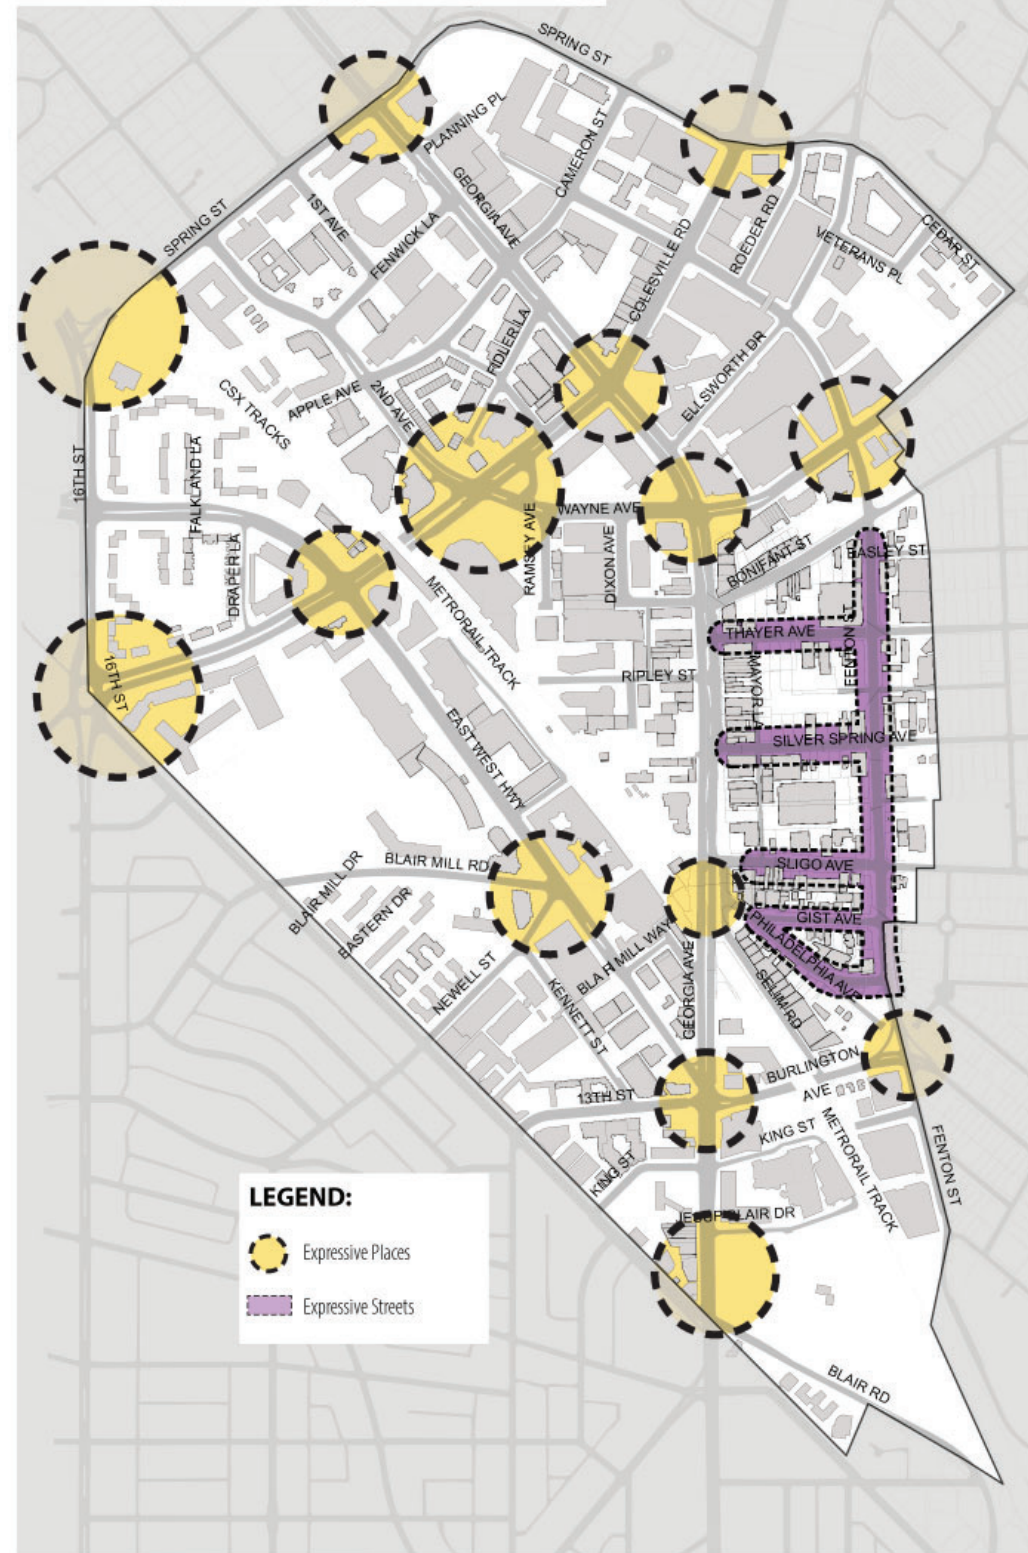 SPRING ST
PLANNING PL
CAMERON ST
GEORGIA AVE
1ST AVE
SPRING ST
FENWICK LA
COLESVILLE RD
ROEDER RD
VETERANS PL
CEDAR ST
FIDLER LA
ELLSWORTH DR
APPLE AVE
2ND AVE
CSX TRACKS
16TH ST
FALKLAND LA
WAYNE AVE
RAMSEY AVE
DIXON AVE
BONIFANT ST
EASLEY ST
DRAPER LA
METRORAIL TRACK
THAYER AVE
FENTON ST
16TH ST
RIPLEY ST
MAYOR LA
EAST WEST HWY
SILVER SPRING AVE
BLAIR MILL RD
BLAIR MILL DR
EASTERN DR
SLIGO AVE
GIST AVE
PHILADELPHIA AVE
BLAIR MILL WAY
GEORGIA AVE
SELIM RD
NEWELL ST
KENNETT ST
BURLINGTON
AVE
13TH ST
KING ST
KING ST
METRORAIL TRACK
FENTON ST
JESUP BLAIR DR
BLAIR RD
LEGEND:
Expressive Places
Expressive Streets